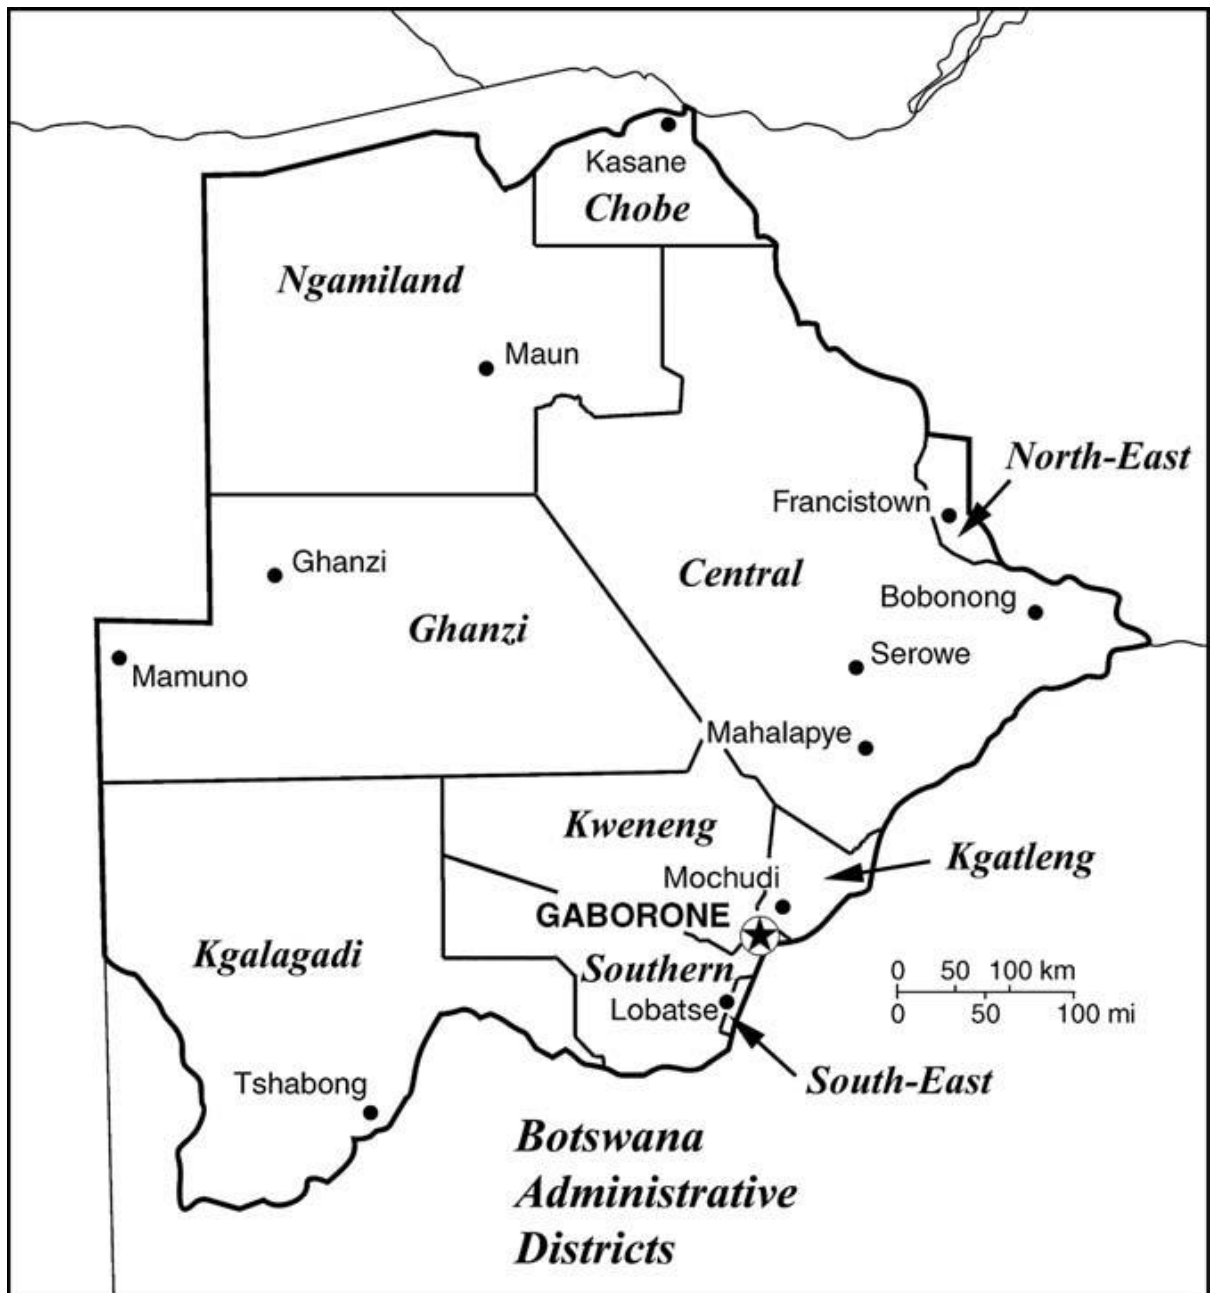 Kasane
Chobe
Ngamiland
Maun
North-East
Francistown
Ghanzi
Central
Bobonong
Ghanzi
Serowe
Mamuno
Mahalapye
Kweneng
Kgatleng
Mochudi
GABORONE
Kgalagadi
Southern
0 50 100 km
0 50 100 mi
Lobatse
South-East
Tshabong
Botswana
Administrative
Districts